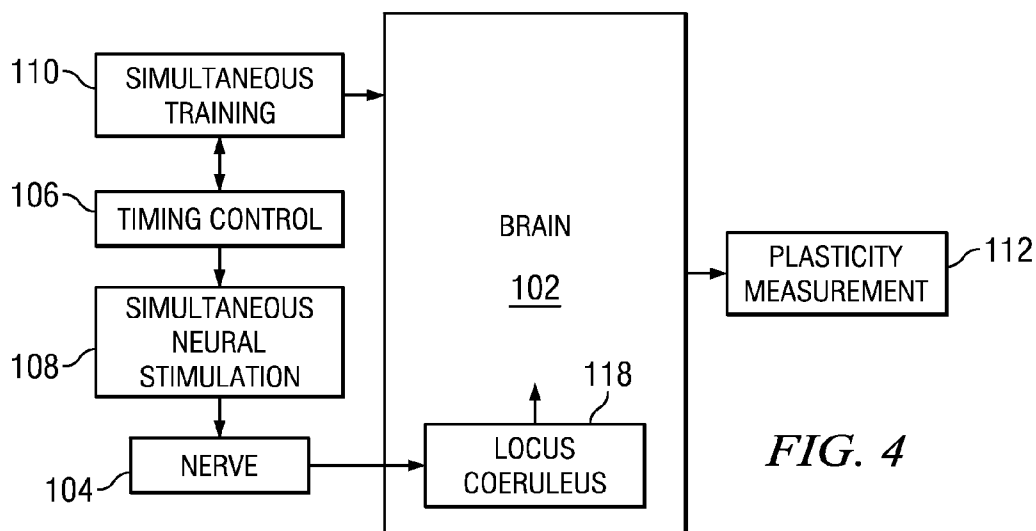 110
SIMULTANEOUS
TRAINING
106
TIMING CONTROL
108
SIMULTANEOUS
NEURAL
STIMULATION
104
NERVE
BRAIN
102
118
LOCUS
COERULEUS
PLASTICITY
MEASUREMENT
112
FIG. 4